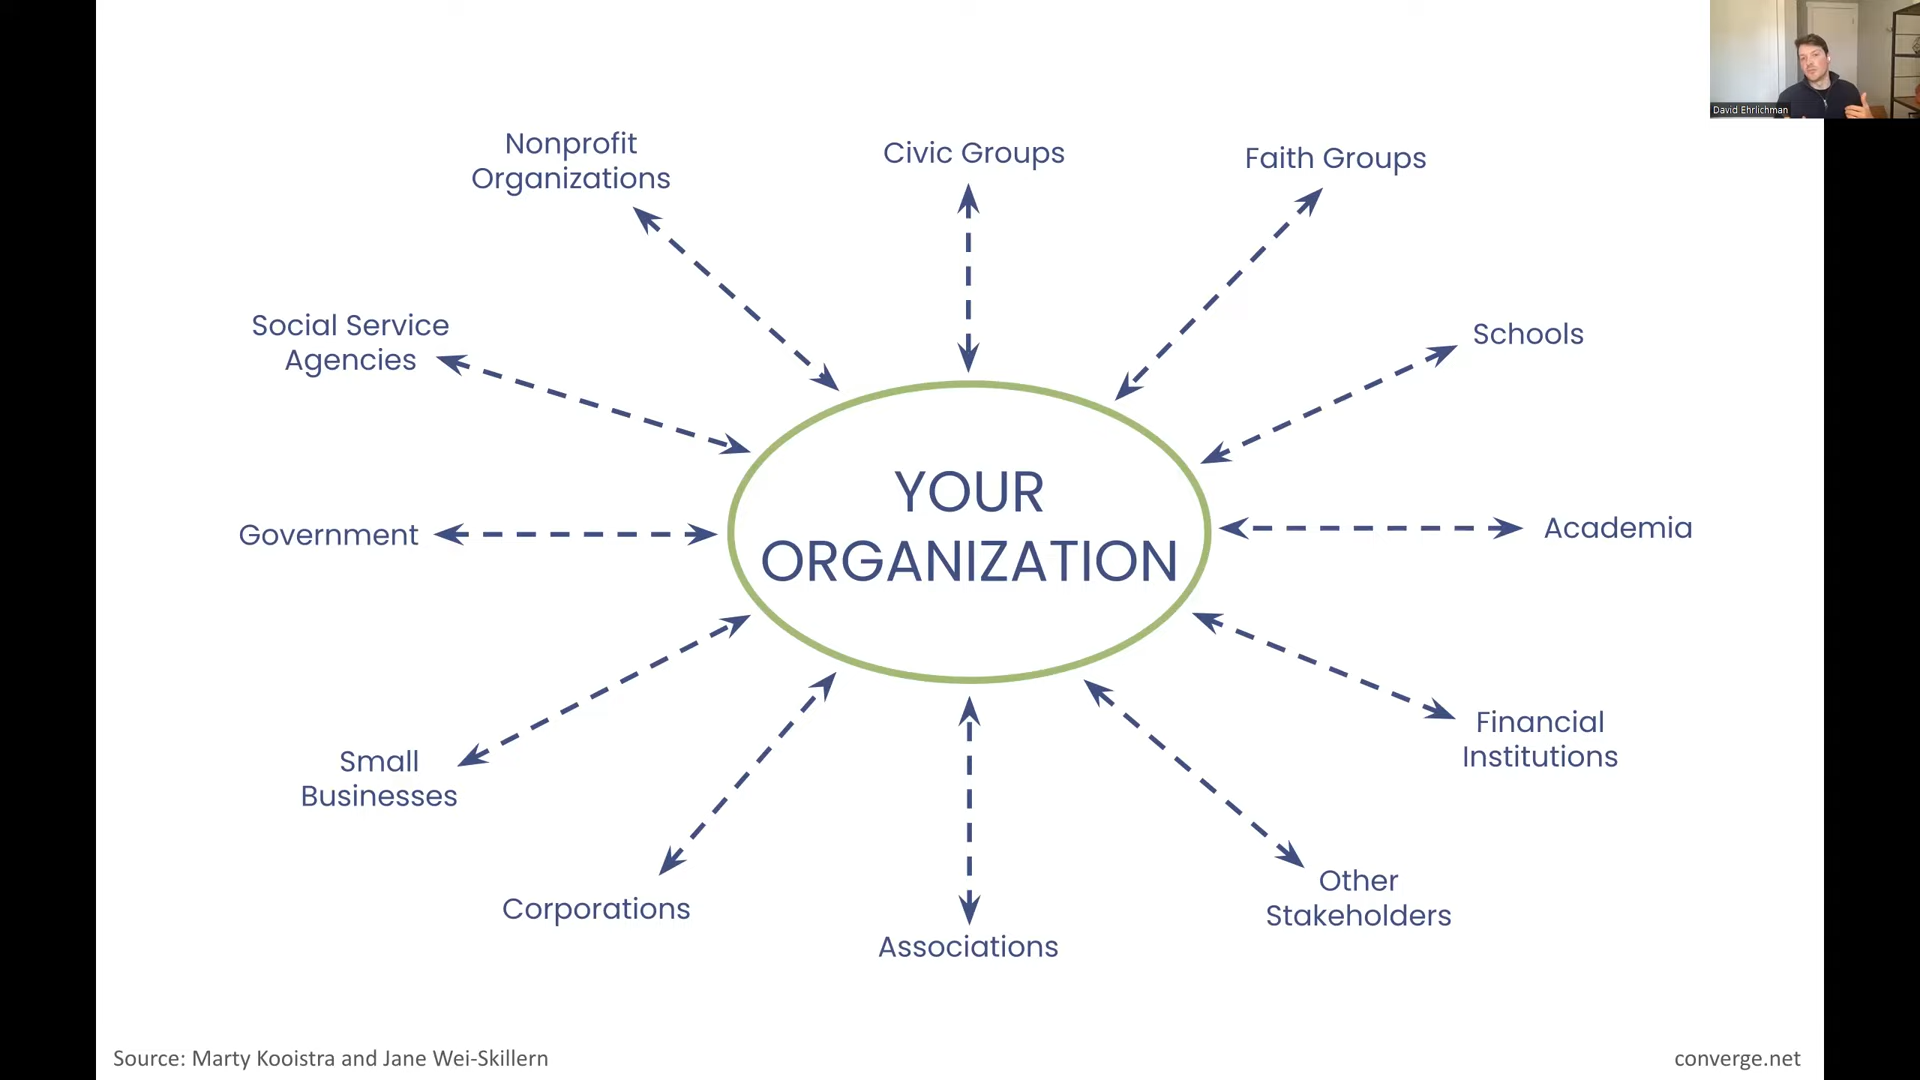 David Ehrlichman
Nonprofit
Organizations
Civic Groups
Faith Groups
Social Service
Agencies
Schools
YOUR
ORGANIZATION
Government
Academia
Small
Businesses
Financial
Institutions
Corporations
Associations
Other
Stakeholders
Source: Marty Kooistra and Jane Wei-Skillern
converge.net